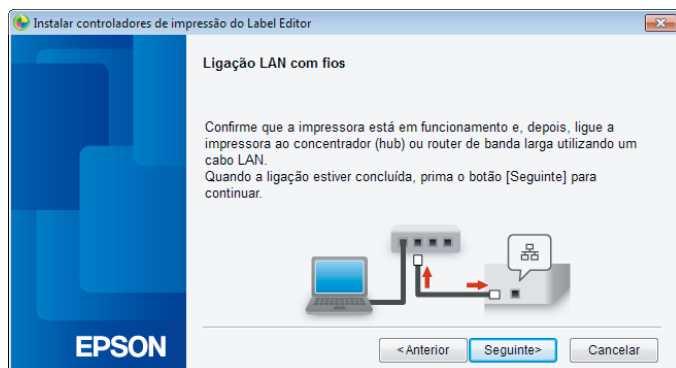 Instalar controladores de impressão do Label Editor
Ligação LAN com fios
Confirme que a impressora está em funcionamento e, depois, ligue a
impressora ao concentrador (hub) ou router de banda larga utilizando um
cabo LAN.
Quando a ligação estiver concluída, prima o botão [Seguinte] para
continuar.
EPSON
<Anterior
Seguinte>
Cancelar